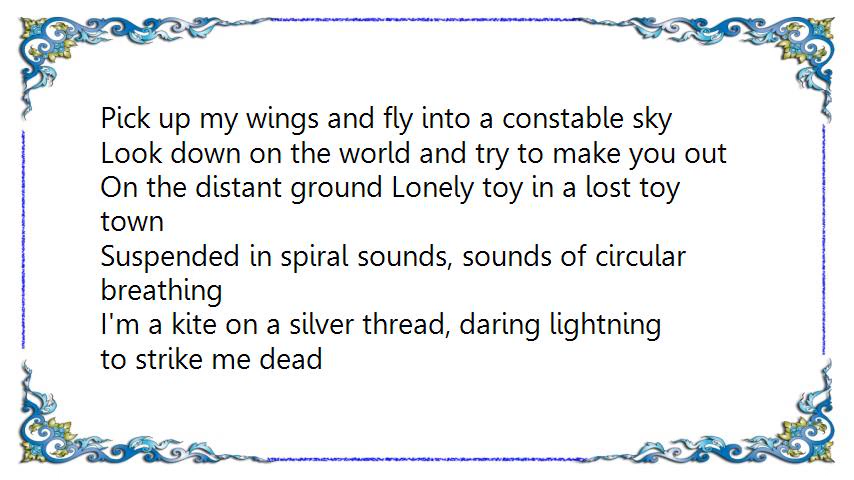 Pick up my wings and fly into a constable sky
Look down on the world and try to make you out
On the distant ground Lonely toy in a lost toy
town
Suspended in spiral sounds, sounds of circular
breathing
I'm a kite on a silver thread, daring lightning
to strike me dead